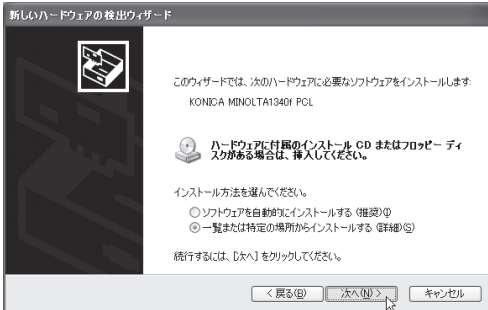 新しいハードウェアの検出ウィザード
このウィザードでは、次のハードウェアに必要なソフトウェアをインストールします:
KONICA MINOLTA1340f PCL
ハードウェアに付属のインストール CD またはフロッピー ディ
スクがある場合は、挿入してください。
インストール方法を選んでください。
ソフトウェアを自動的にインストールする (推奨)(I)
一覧または特定の場所からインストールする (詳細)(S)
続行するには、[次へ] をクリックしてください。
< 戻る(B)
次へ(N) >
キャンセル